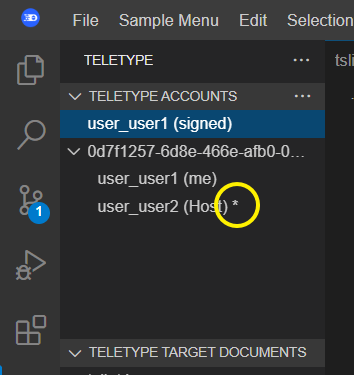 File Sample Menu Edit Selection
TELETYPE ...
tsli
TELETYPE ACCOUNTS ...
user_user1 (signed)
0d7f1257-6d8e-466e-afb0-0...
user_user1 (me)
user_user2 (Host) *
1
TELETYPE TARGET DOCUMENTS